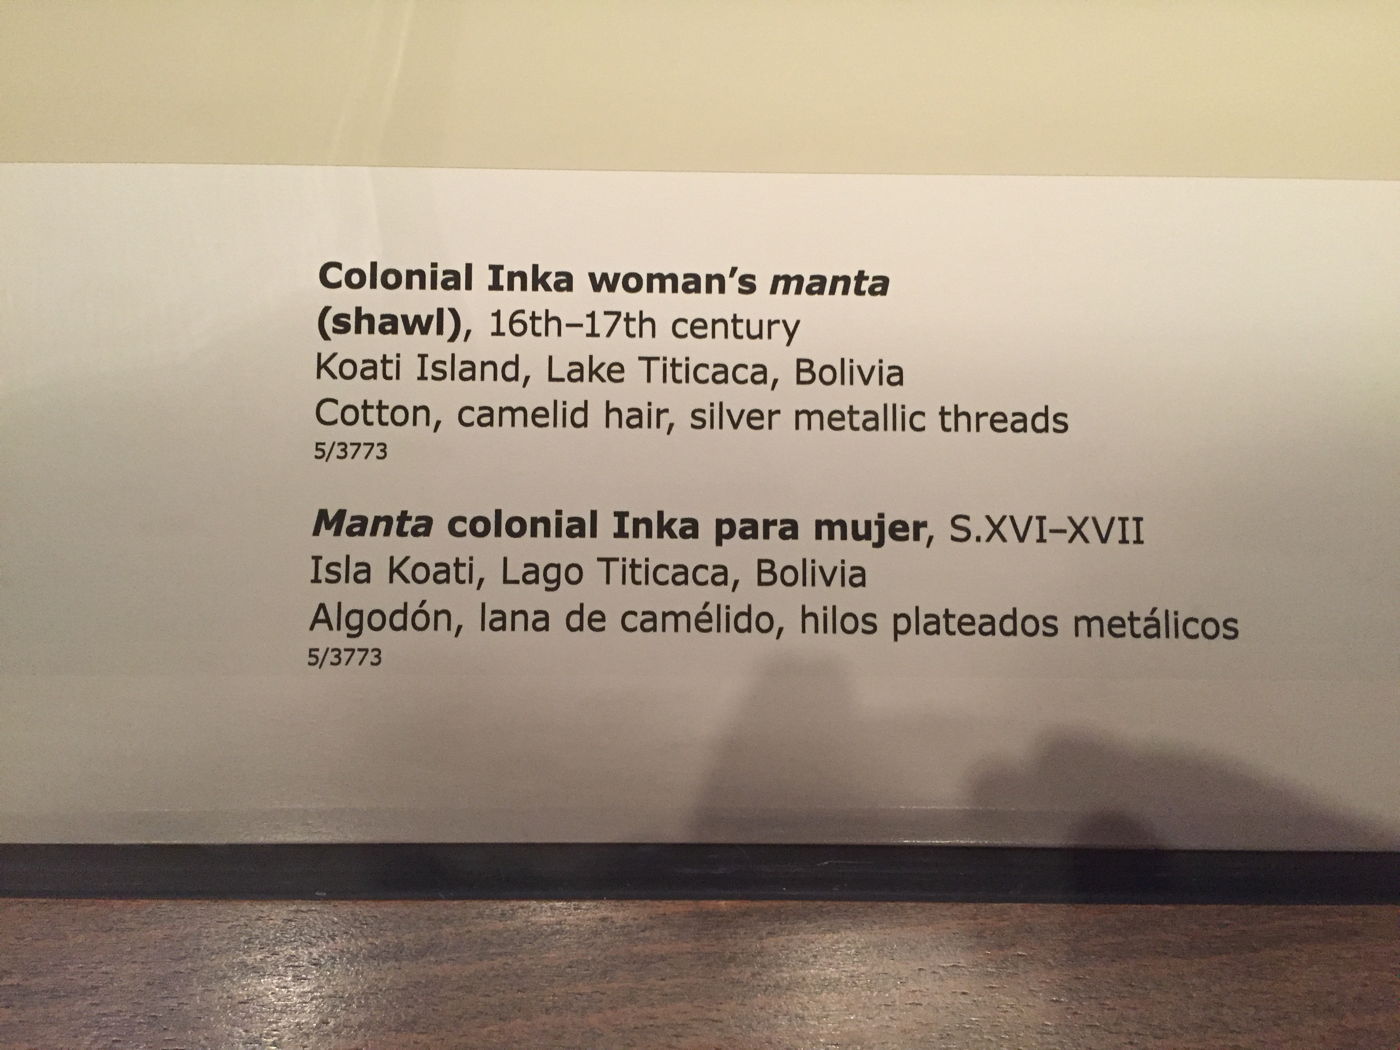 Colonial Inka woman’s manta
(shawl), 16th–17th century
Koati Island, Lake Titicaca, Bolivia
Cotton, camelid hair, silver metallic threads
5/3773
Manta colonial Inka para mujer, S.XVI–XVII
Isla Koati, Lago Titicaca, Bolivia
Algodón, lana de camélido, hilos plateados metálicos
5/3773